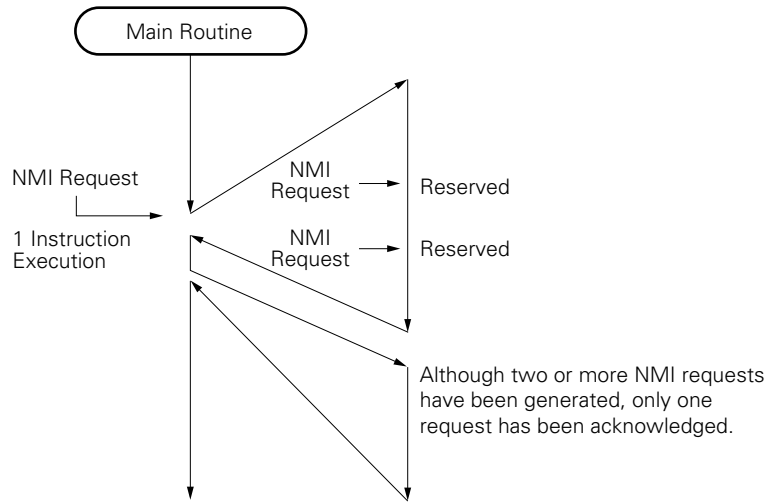 Main Routine
NMI Request
1 Instruction
Execution
NMI
Request
Reserved
NMI
Request
Reserved
Although two or more NMI requests
have been generated, only one
request has been acknowledged.